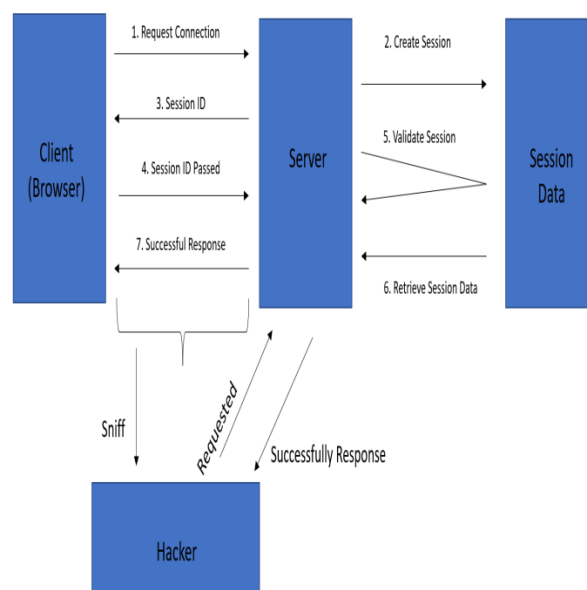 1. Request Connection
2. Create Session
3. Session ID
5. Validate Session
Client
(Browser)
Server
Session
Data
4. Session ID Passed
7. Successful Response
6. Retrieve Session Data
Sniff
Requested
Successfully Response
Hacker